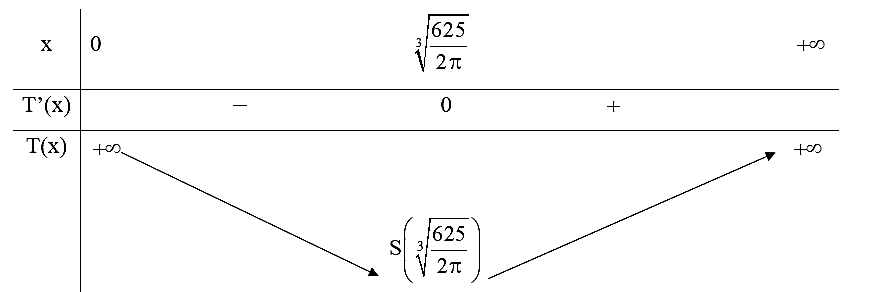 x 0 ∛(625/2π) +∞
T’(x) − 0 +
T(x) +∞ +∞
S(∛(625/2π))